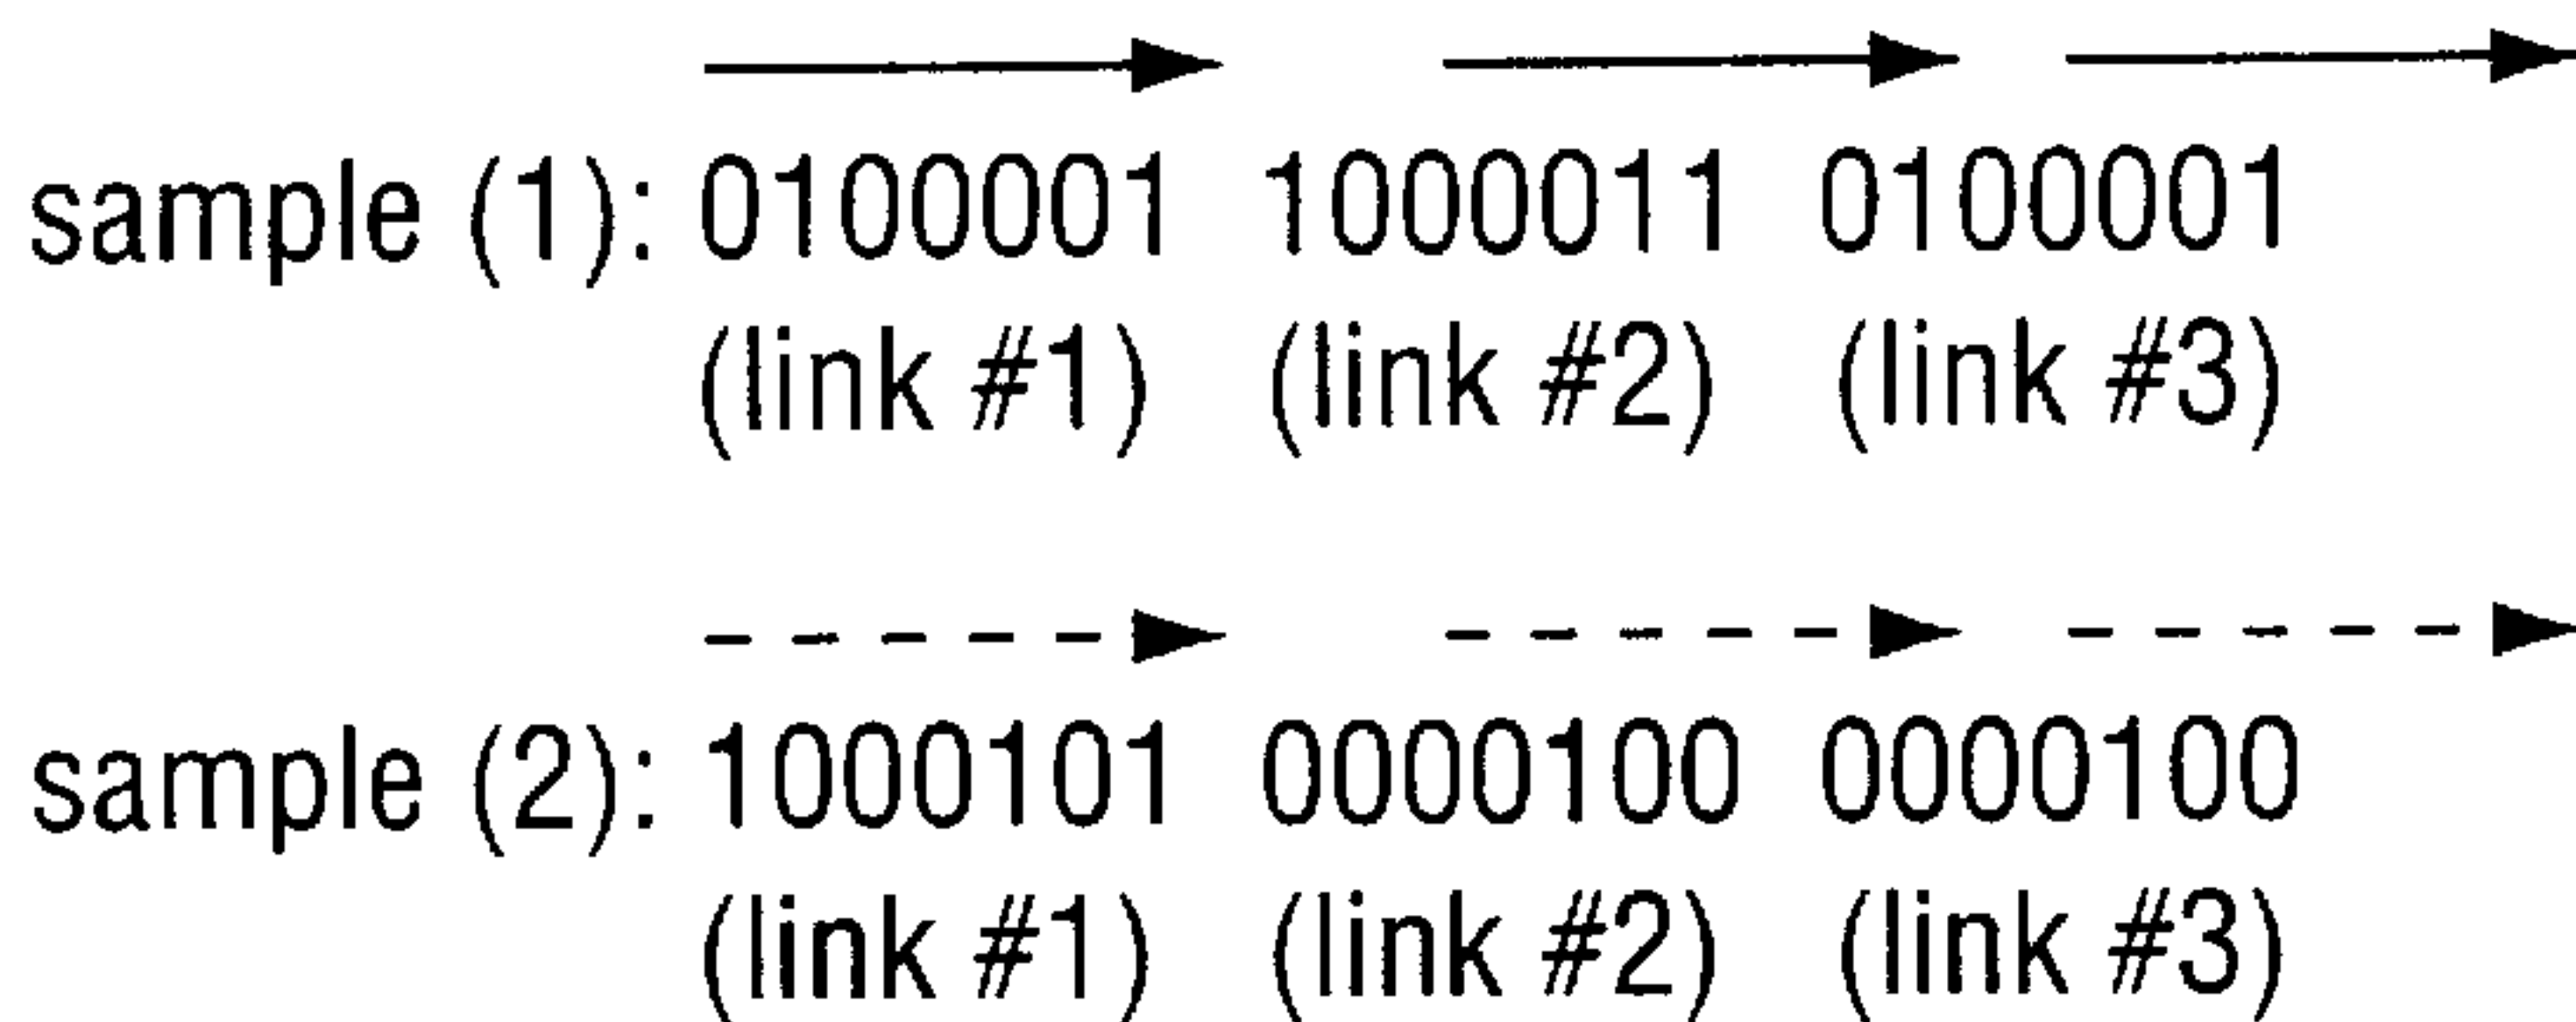 sample (1): 0100001 1000011 0100001
(link #1) (link #2) (link #3)
sample (2): 1000101 0000100 0000100
(link #1) (link #2) (link #3)